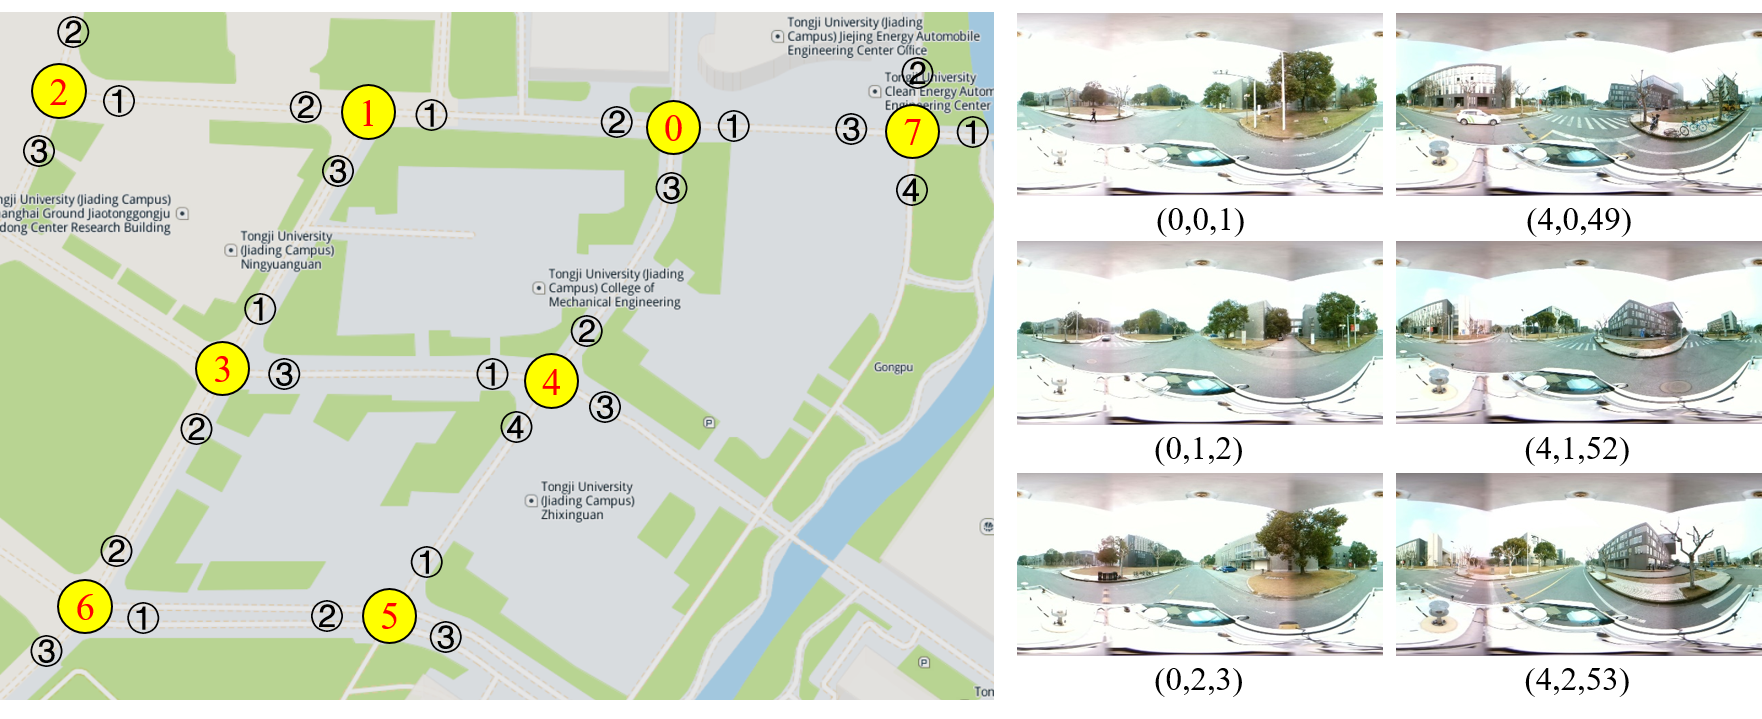 ②
2
①
③
②
1
①
③
②
0
①
③
Tongji University (Jiading
Campus) Jiejing Energy Automobile
Engineering Center Office
②
Tongji University
Clean Energy Autom
Engineering Center
③
7
①
④
ngji University (Jiading Campus)
anghai Ground Jiaotonggongju
dong Center Research Building
Tongji University
(Jiading Campus)
Ningyuanguan
Tongji University (Jiading
Campus) College of
Mechanical Engineering
①
3
③
②
②
①
4
③
④
Gongpu
P
Tongji University
(Jiading Campus)
Zhixinguan
②
6
①
③
①
②
5
③
P
Ton
(0,0,1)
(4,0,49)
(0,1,2)
(4,1,52)
(0,2,3)
(4,2,53)